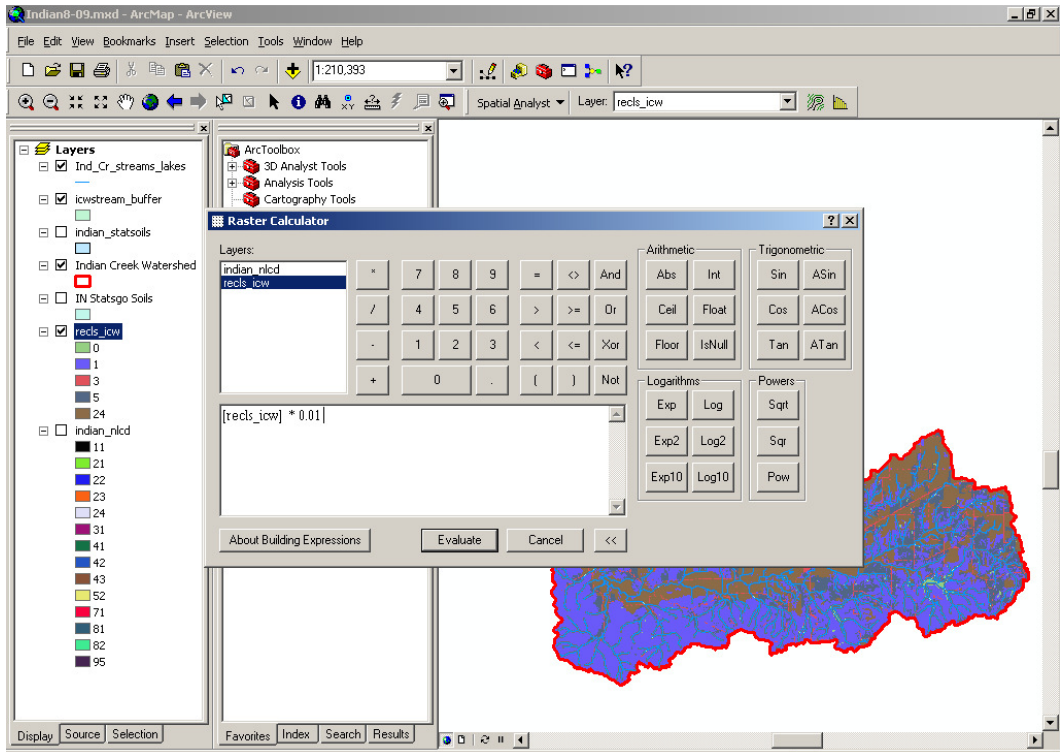 Indian8-09.mxd - ArcMap - ArcView
File Edit View Bookmarks Insert Selection Tools Window Help
1:210,393
Spatial Analyst Layer: recls_icw
Layers
Ind_Cr_streams_lakes
icwstream_buffer
indian_statsoils
Indian Creek Watershed
IN Statsgo Soils
recls_icw
0
1
3
5
24
indian_nlcd
11
21
22
23
24
31
41
42
43
52
71
81
82
95
Display Source Selection
ArcToolbox
3D Analyst Tools
Analysis Tools
Cartography Tools
Favorites Index Search Results
Raster Calculator
Layers:
indian_nlcd
recls_icw
* 7 8 9 = <> And
/ 4 5 6 > >= Or
- 1 2 3 < <= Xor
+ 0 . ( ) Not
[recls_icw] * 0.01
Arithmetic
Abs Int
Ceil Float
Floor IsNull
Trigonometric
Sin ASin
Cos ACos
Tan ATan
Logarithms
Exp Log
Exp2 Log2
Exp10 Log10
Powers
Sqrt
Sqr
Pow
About Building Expressions Evaluate Cancel <<